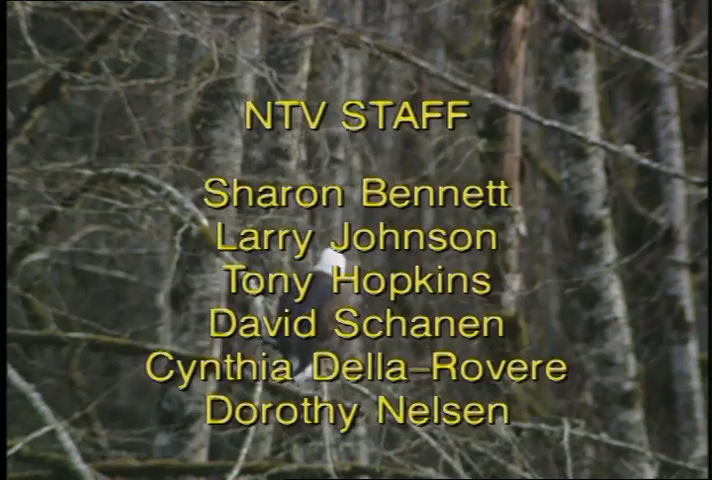 NTV STAFF
Sharon Bennett
Larry Johnson
Tony Hopkins
David Schanen
Cynthia Della-Rovere
Dorothy Nelsen